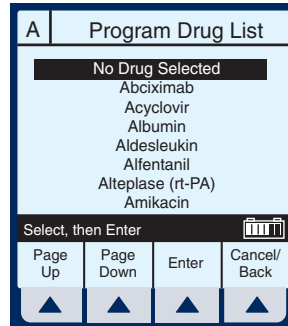 A
Program Drug List
No Drug Selected
Abciximab
Acyclovir
Albumin
Aldesleukin
Alfentanil
Alteplase (rt-PA)
Amikacin
Select, then Enter
Page Up
Page Down
Enter
Cancel/ Back